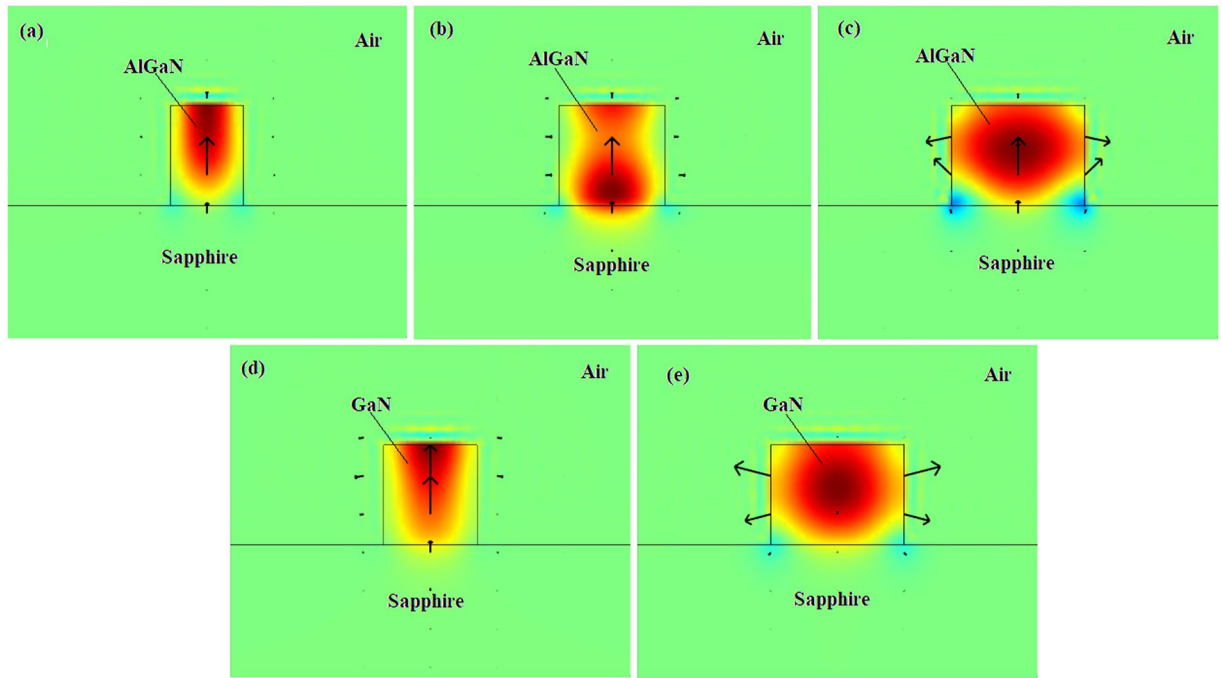 (a)
Air
AlGaN
Sapphire
(b)
Air
AlGaN
Sapphire
(c)
Air
AlGaN
Sapphire
(d)
Air
GaN
Sapphire
(e)
Air
GaN
Sapphire